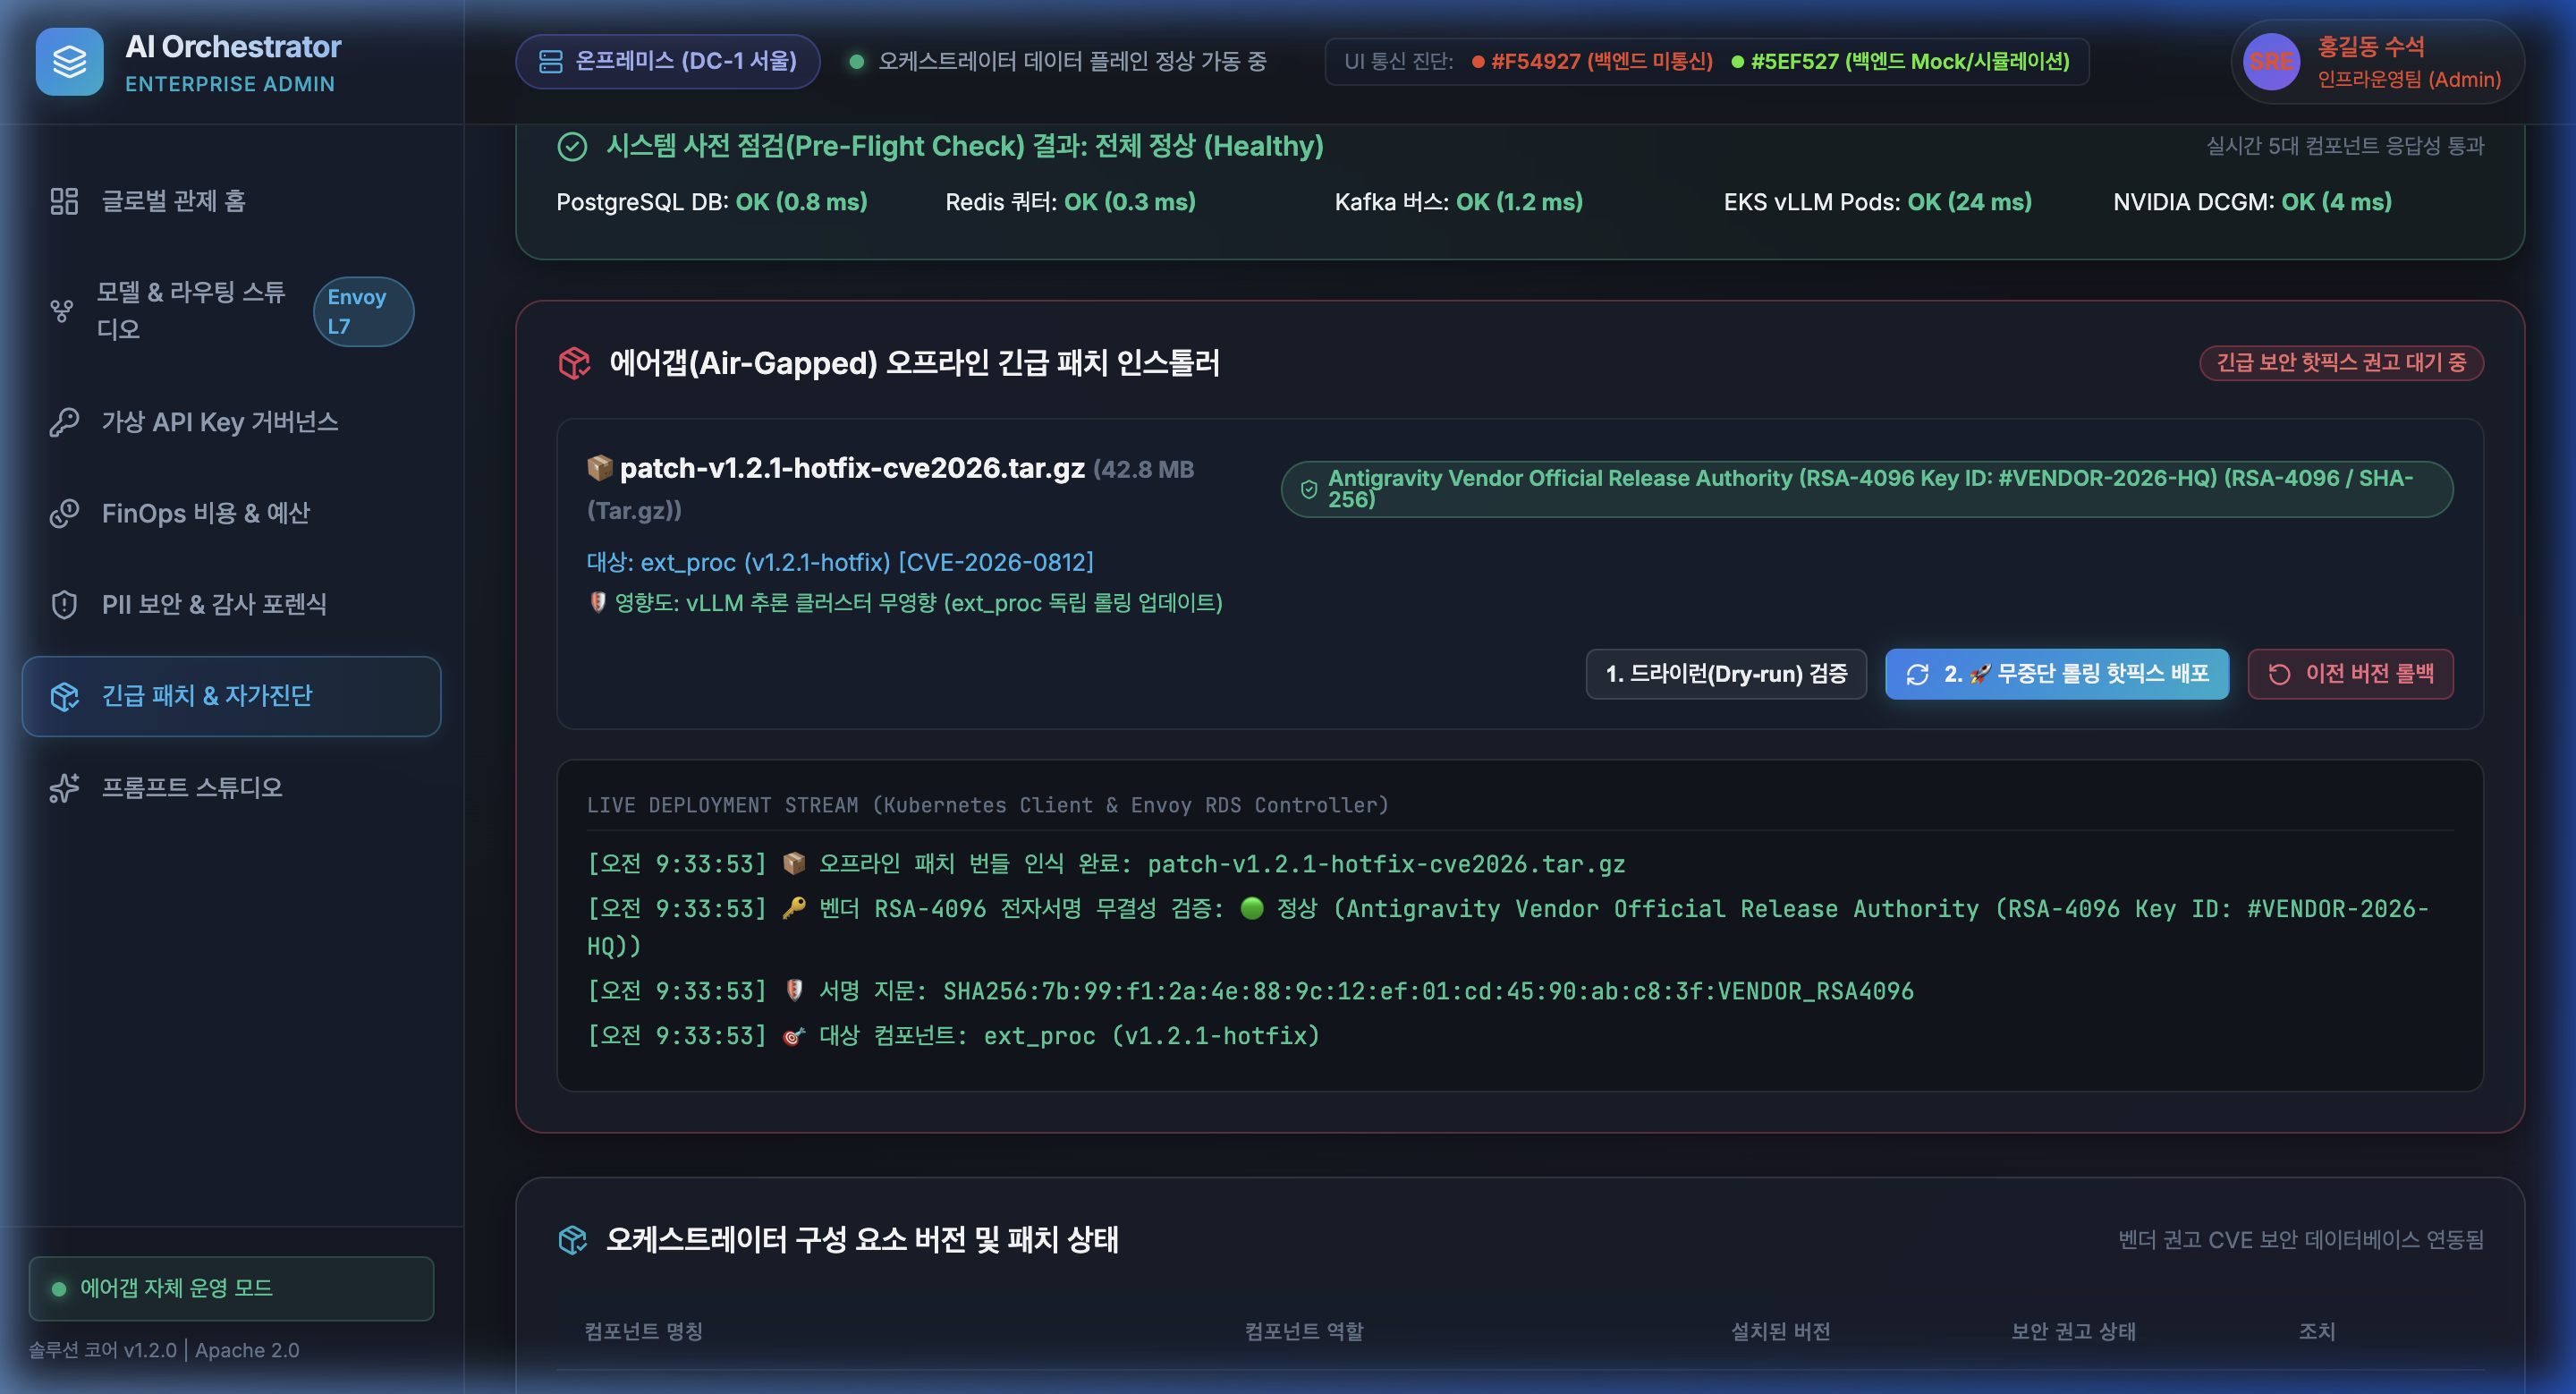 AI Orchestrator
ENTERPRISE ADMIN
온프레미스 (DC-1 서울)
오케스트레이터 데이터 플레인 정상 가동 중
UI 통신 진단: #F54927 (백엔드 미통신) #5EF527 (백엔드 Mock/시뮬레이션)
SRE
홍길동 수석
인프라운영팀 (Admin)
글로벌 관제 홈
모델 & 라우팅 스튜
디오
Envoy
L7
가상 API Key 거버넌스
FinOps 비용 & 예산
PII 보안 & 감사 포렌식
긴급 패치 & 자가진단
프롬프트 스튜디오
에어갭 자체 운영 모드
솔루션 코어 v1.2.0 | Apache 2.0
시스템 사전 점검(Pre-Flight Check) 결과: 전체 정상 (Healthy)
실시간 5대 컴포넌트 응답성 통과
PostgreSQL DB: OK (0.8 ms)
Redis 쿼터: OK (0.3 ms)
Kafka 버스: OK (1.2 ms)
EKS vLLM Pods: OK (24 ms)
NVIDIA DCGM: OK (4 ms)
에어갭(Air-Gapped) 오프라인 긴급 패치 인스톨러
긴급 보안 핫픽스 권고 대기 중
📦 patch-v1.2.1-hotfix-cve2026.tar.gz (42.8 MB
(Tar.gz))
Antigravity Vendor Official Release Authority (RSA-4096 Key ID: #VENDOR-2026-HQ) (RSA-4096 / SHA-
256)
대상: ext_proc (v1.2.1-hotfix) [CVE-2026-0812]
🛡️ 영향도: vLLM 추론 클러스터 무영향 (ext_proc 독립 롤링 업데이트)
1. 드라이런(Dry-run) 검증
2. 🚀 무중단 롤링 핫픽스 배포
이전 버전 롤백
LIVE DEPLOYMENT STREAM (Kubernetes Client & Envoy RDS Controller)
[오전 9:33:53] 📦 오프라인 패치 번들 인식 완료: patch-v1.2.1-hotfix-cve2026.tar.gz
[오전 9:33:53] 🔑 벤더 RSA-4096 전자서명 무결성 검증: 🟢 정상 (Antigravity Vendor Official Release Authority (RSA-4096 Key ID: #VENDOR-2026-
HQ))
[오전 9:33:53] 🛡️ 서명 지문: SHA256:7b:99:f1:2a:4e:88:9c:12:ef:01:cd:45:90:ab:c8:3f:VENDOR_RSA4096
[오전 9:33:53] 🎯 대상 컴포넌트: ext_proc (v1.2.1-hotfix)
오케스트레이터 구성 요소 버전 및 패치 상태
벤더 권고 CVE 보안 데이터베이스 연동됨
컴포넌트 명칭
컴포넌트 역할
설치된 버전
보안 권고 상태
조치